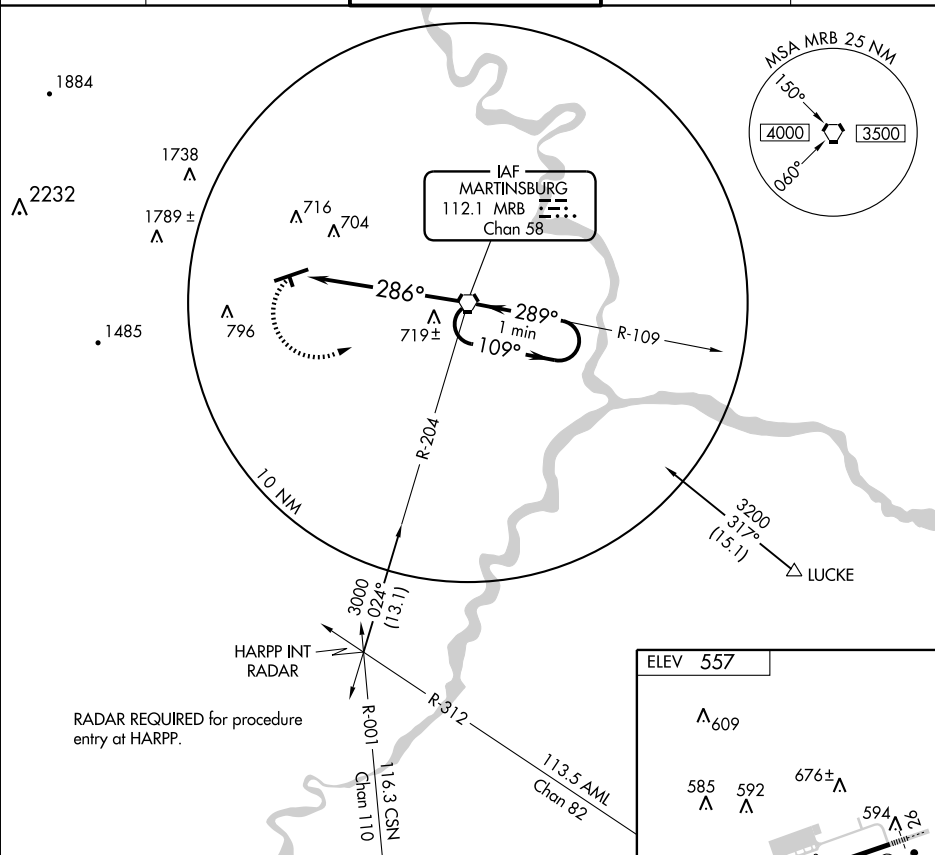 MSA MRB 25 NM
150°
4000
3500
060°
1884
1738
2232
1789 ±
716
704
IAF
MARTINSBURG
112.1 MRB
Chan 58
286°
289°
1 min
109°
R-109
796
719±
1485
R-204
10 NM
3200
317°
(15.1)
LUCKE
3000
024°
(13.1)
HARPP INT
RADAR
RADAR REQUIRED for procedure
entry at HARPP.
R-312
113.5 AML
Chan 82
R-001
116.3 CSN
Chan 110
ELEV 557
609
585
592
676±
594
26